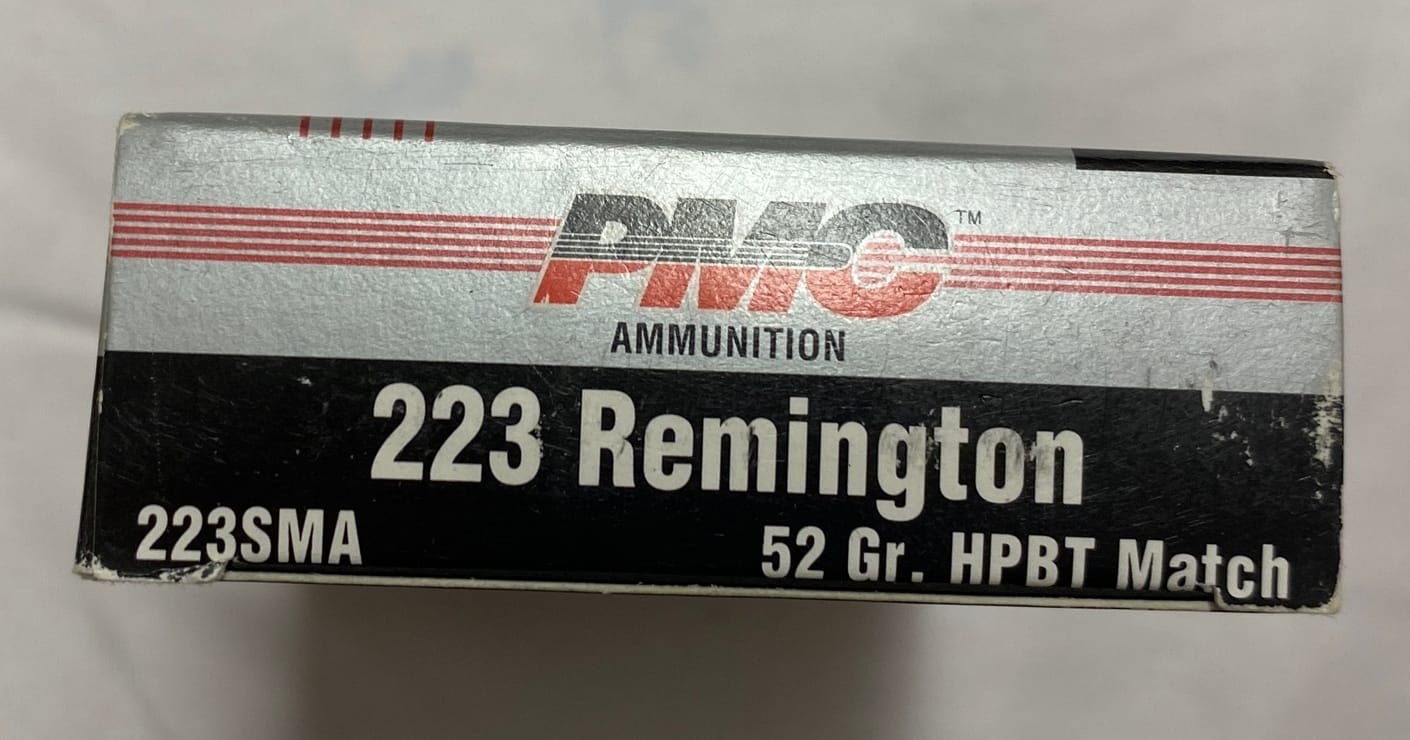 PMC™
AMMUNITION
223 Remington
223SMA 52 Gr. HPBT Match